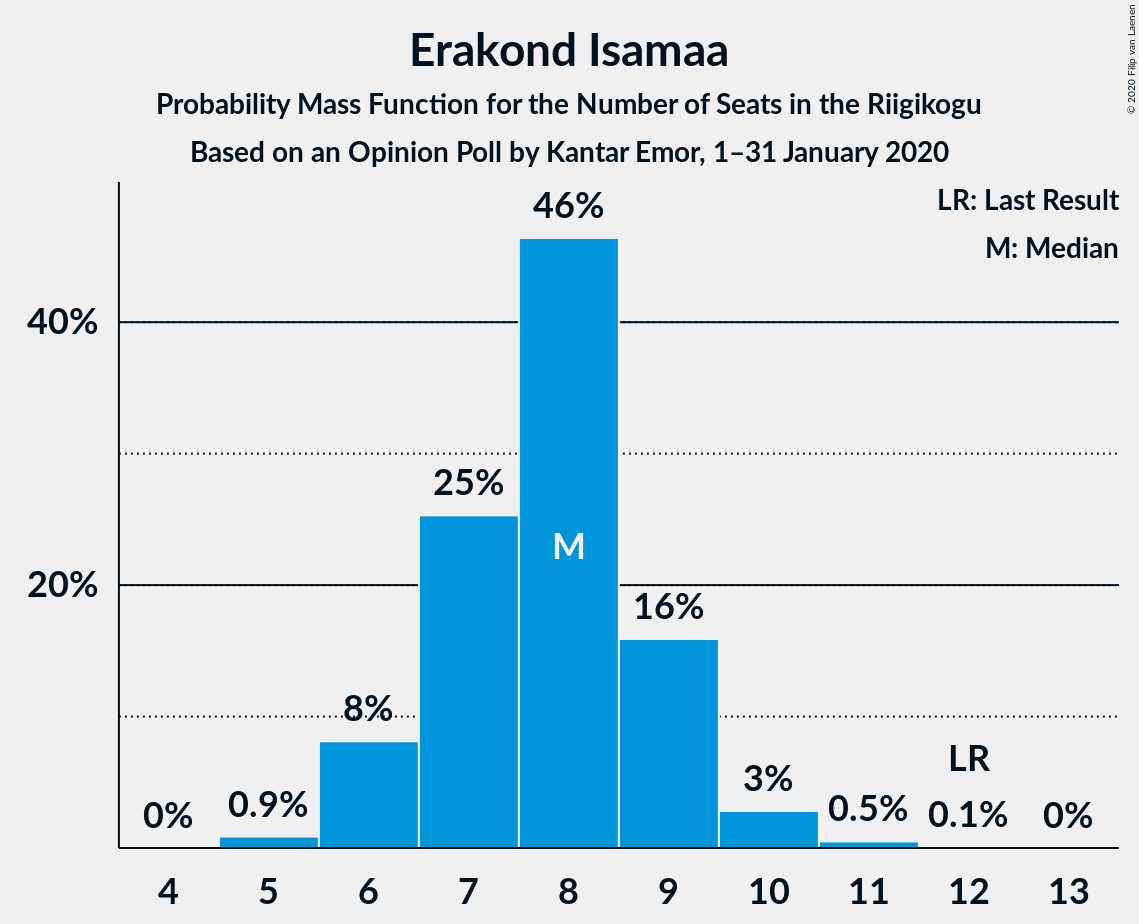 Erakond Isamaa
Probability Mass Function for the Number of Seats in the Riigikogu
Based on an Opinion Poll by Kantar Emor, 1–31 January 2020
© 2020 Filip van Laenen
LR: Last Result
M: Median
46%
40%
25%
M
20%
16%
8%
LR
3%
0% 0.9% 0.5% 0.1% 0%
4 5 6 7 8 9 10 11 12 13